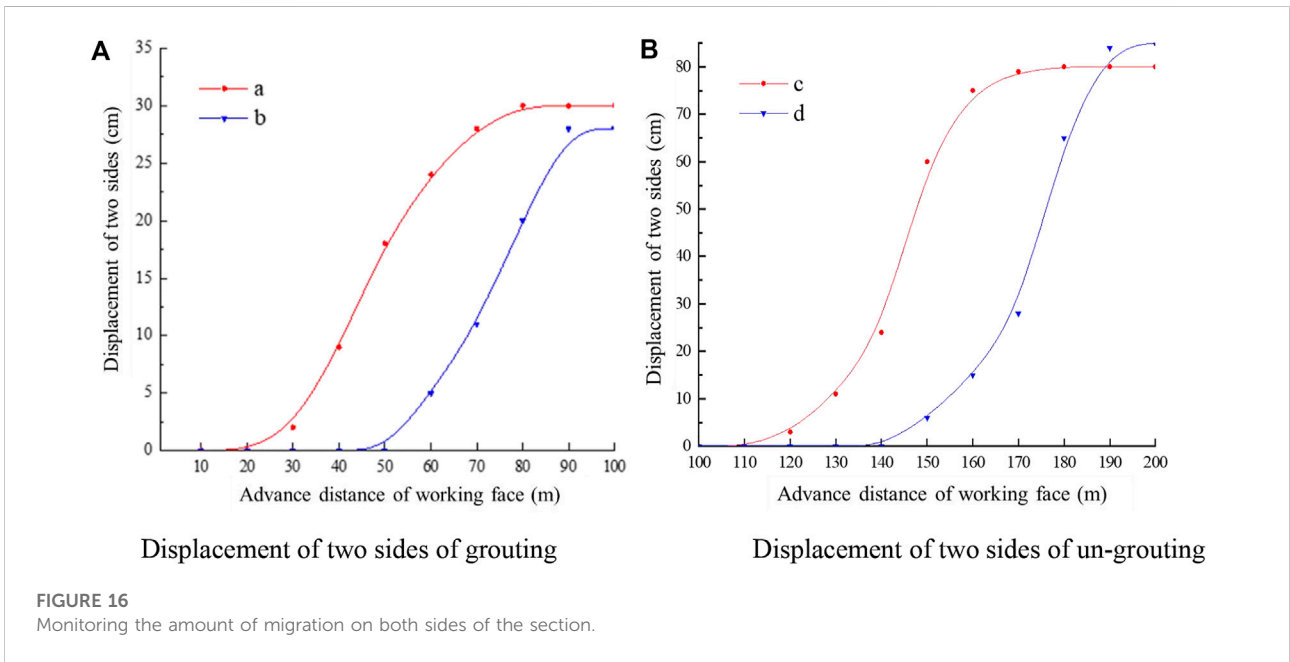 A
35
30
25
20
15
10
5
0
a
b
Displacement of two sides (cm)
10 20 30 40 50 60 70 80 90 100
Advance distance of working face (m)
Displacement of two sides of grouting
B
80
70
60
50
40
30
20
10
0
c
d
Displacement of two sides (cm)
100 110 120 130 140 150 160 170 180 190 200
Advance distance of working face (m)
Displacement of two sides of un-grouting
FIGURE 16
Monitoring the amount of migration on both sides of the section.